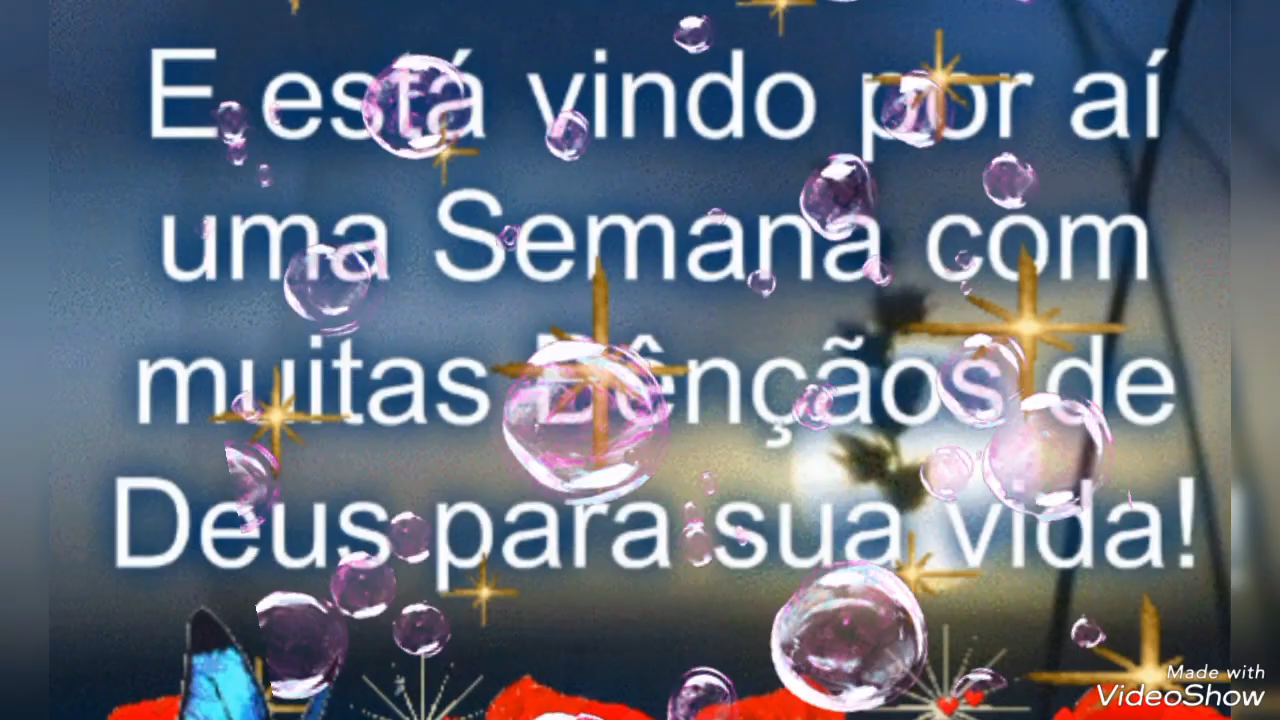 E está vindo por aí
uma Semana com
muitas Bênçãos de
Deus para sua vida!
Made with
VideoShow